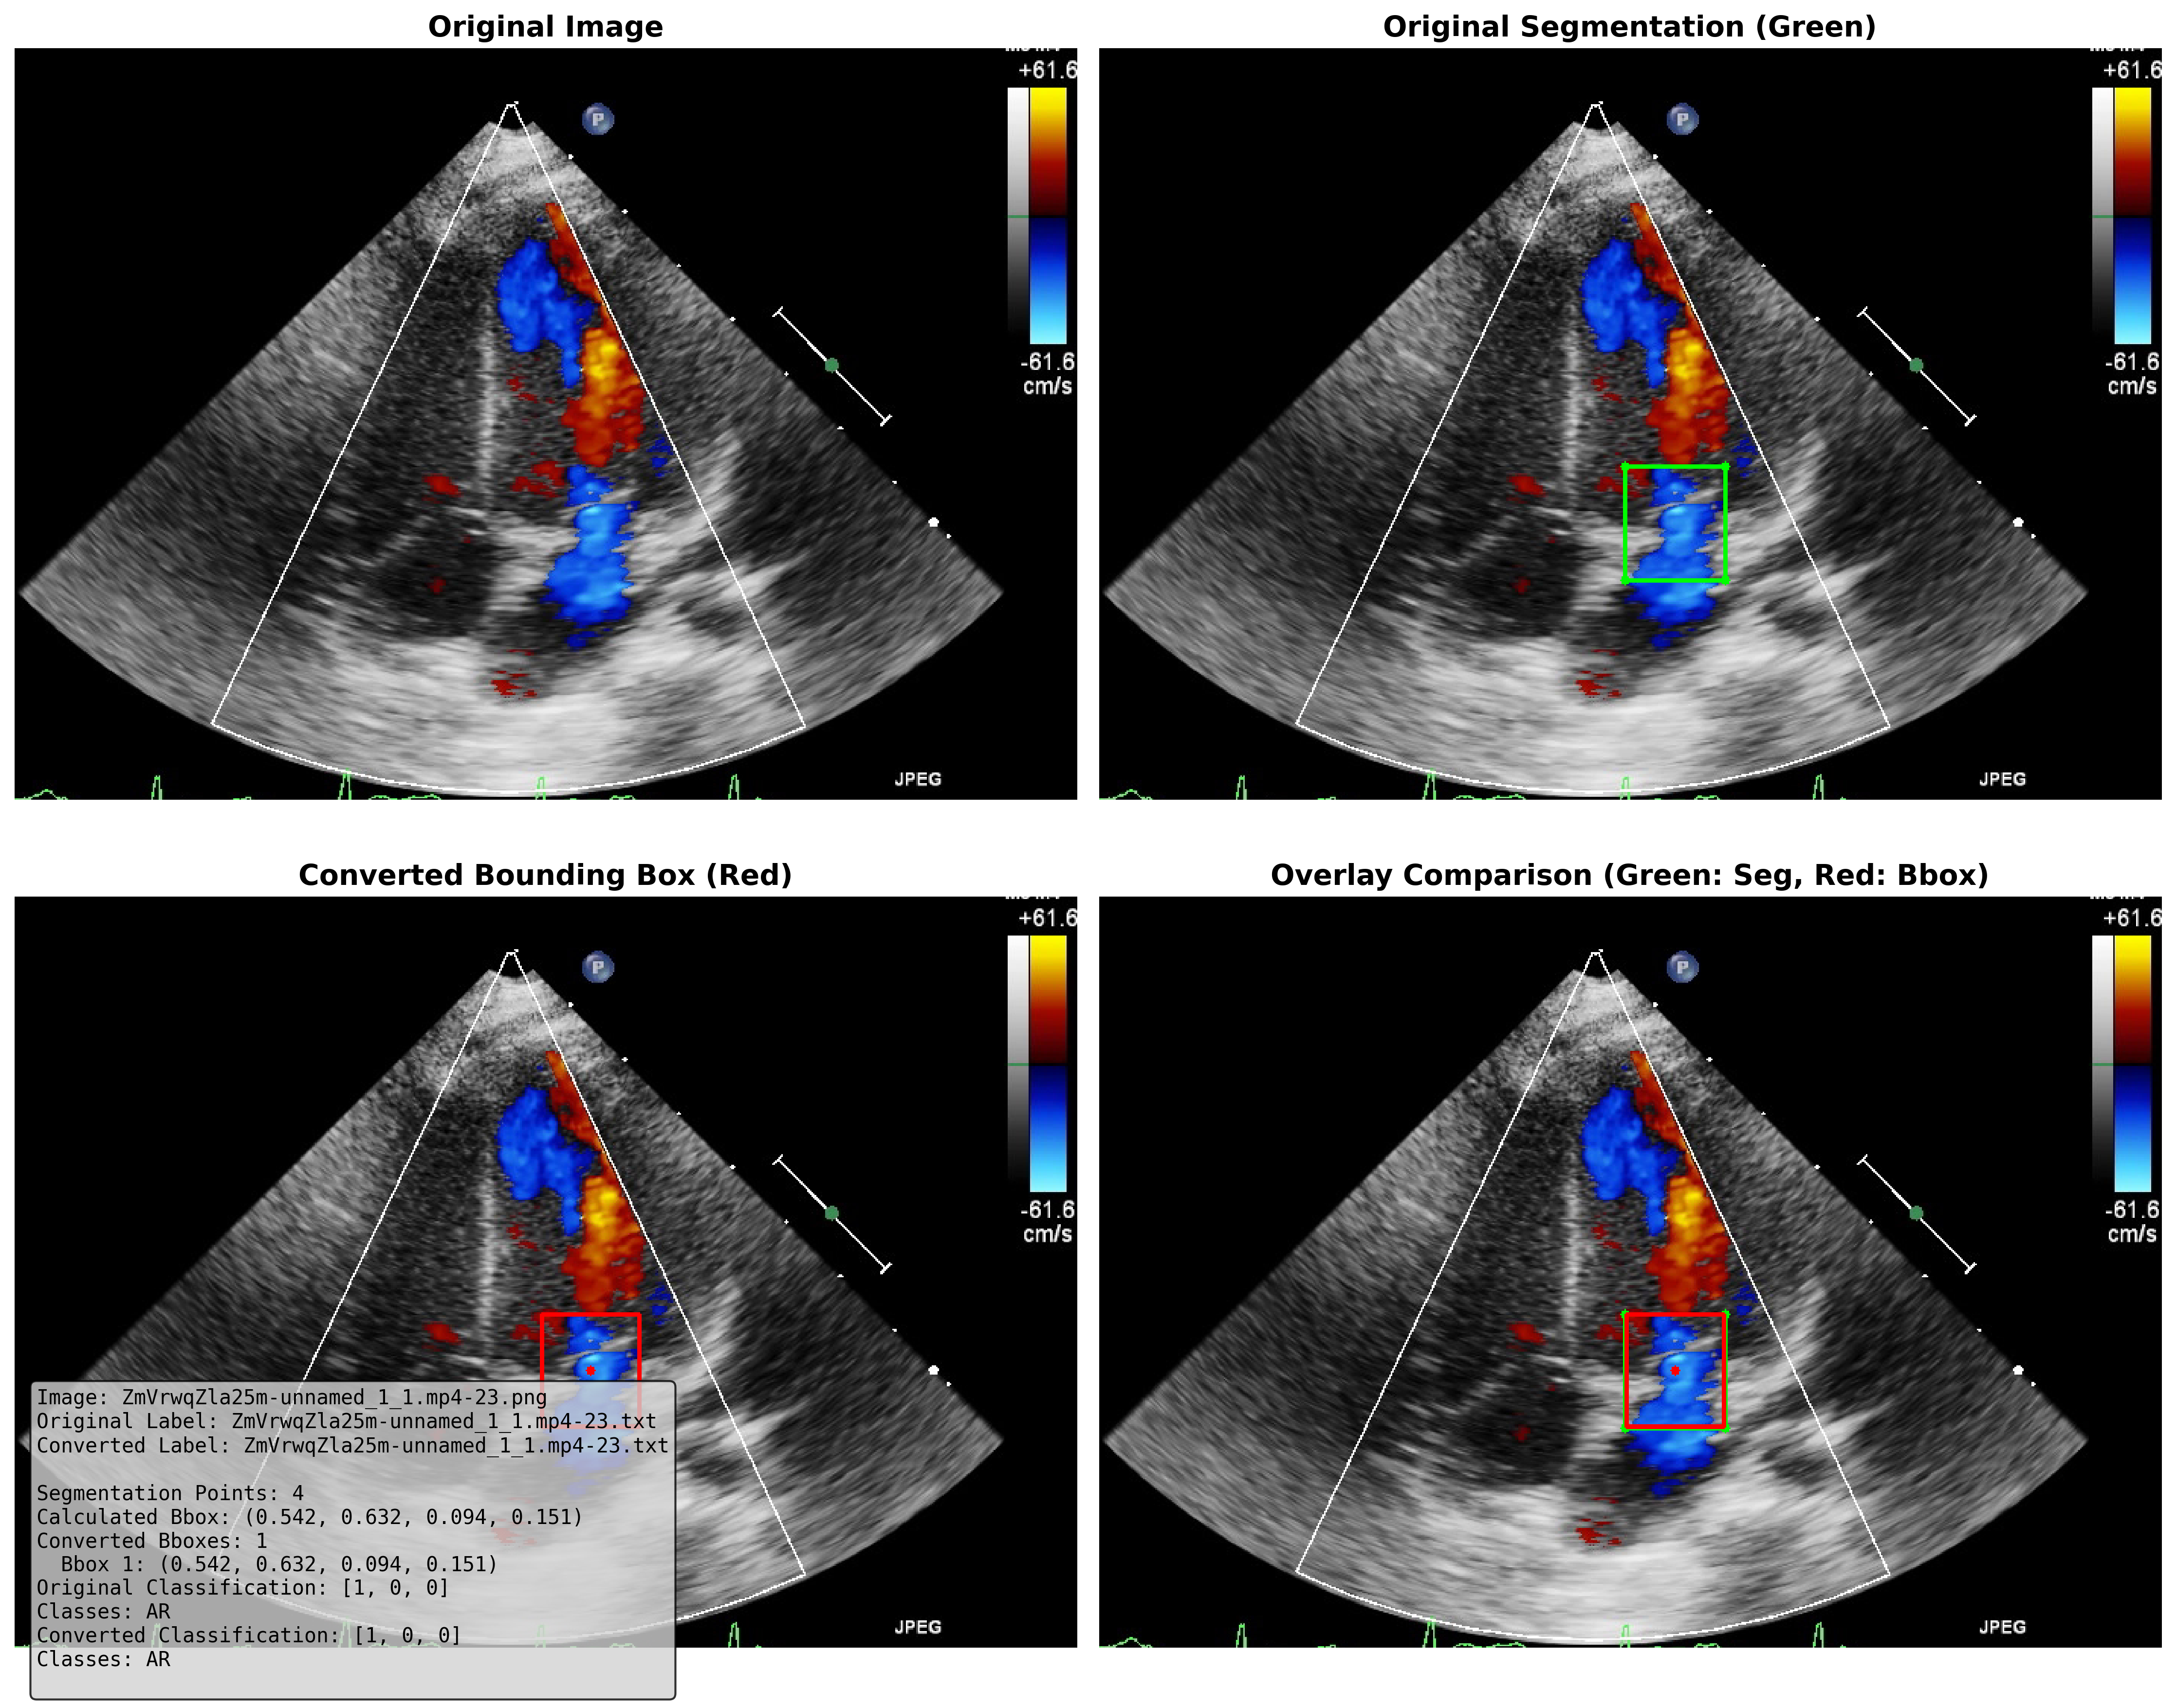 Original Image
Original Segmentation (Green)
+61.6
P
-61.6
cm/s
JPEG
+61.6
P
-61.6
cm/s
JPEG
Converted Bounding Box (Red)
Overlay Comparison (Green: Seg, Red: Bbox)
+61.6
P
-61.6
cm/s
JPEG
Image: ZmVrwqZla25m-unnamed_1_1.mp4-23.png
Original Label: ZmVrwqZla25m-unnamed_1_1.mp4-23.txt
Converted Label: ZmVrwqZla25m-unnamed_1_1.mp4-23.txt
Segmentation Points: 4
Calculated Bbox: (0.542, 0.632, 0.094, 0.151)
Converted Bboxes: 1
Bbox 1: (0.542, 0.632, 0.094, 0.151)
Original Classification: [1, 0, 0]
Classes: AR
Converted Classification: [1, 0, 0]
Classes: AR
+61.6
P
-61.6
cm/s
JPEG